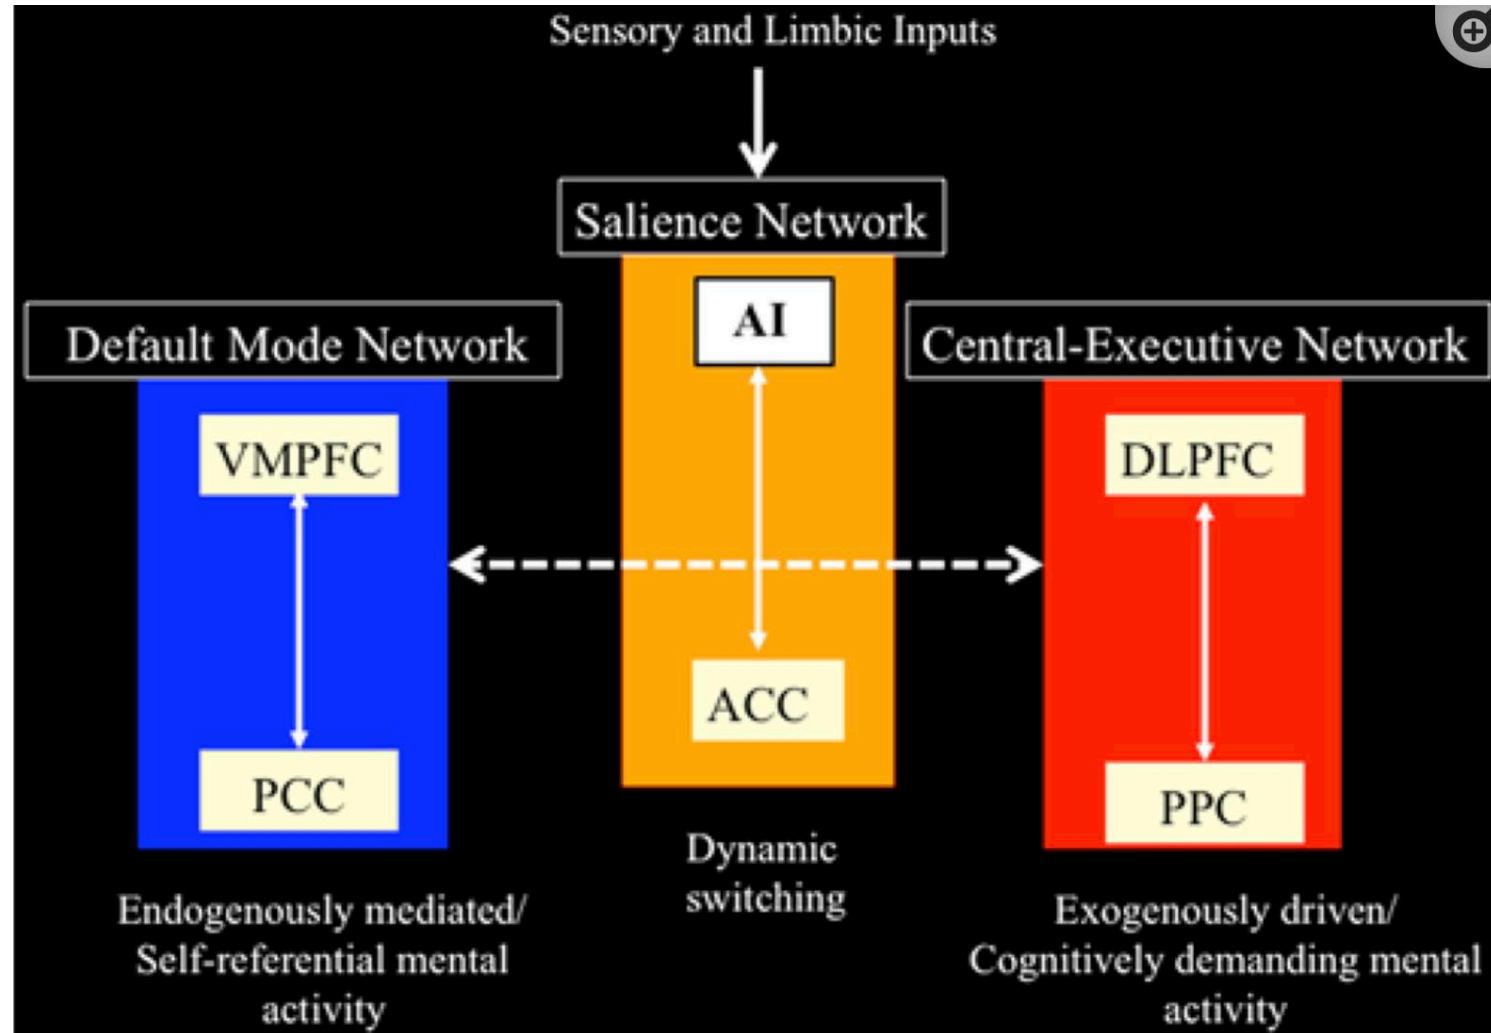 Sensory and Limbic Inputs
Salience Network
AI
ACC
Dynamic
switching
Default Mode Network
VMPFC
PCC
Endogenously mediated/
Self-referential mental
activity
Central-Executive Network
DLPFC
PPC
Exogenously driven/
Cognitively demanding mental
activity